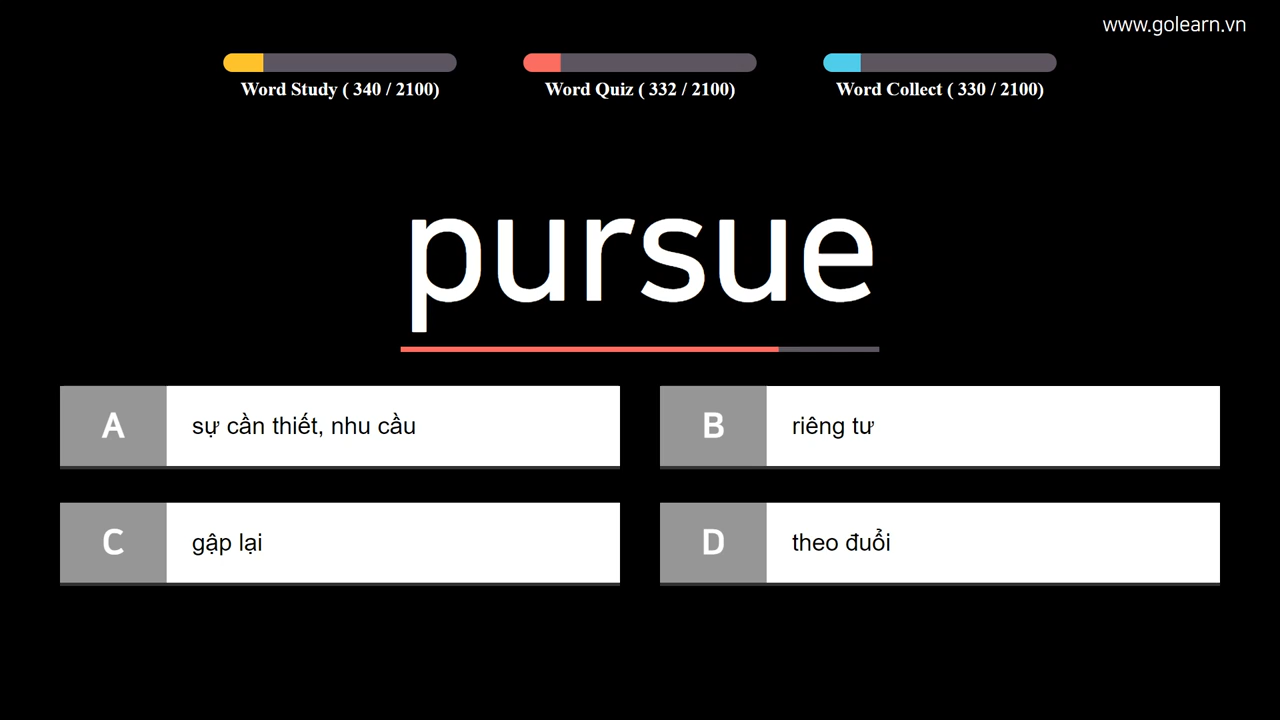 www.golearn.vn
Word Study ( 340 / 2100)
Word Quiz ( 332 / 2100)
Word Collect ( 330 / 2100)
pursue
A
sự cần thiết, nhu cầu
B
riêng tư
C
gập lại
D
theo đuổi